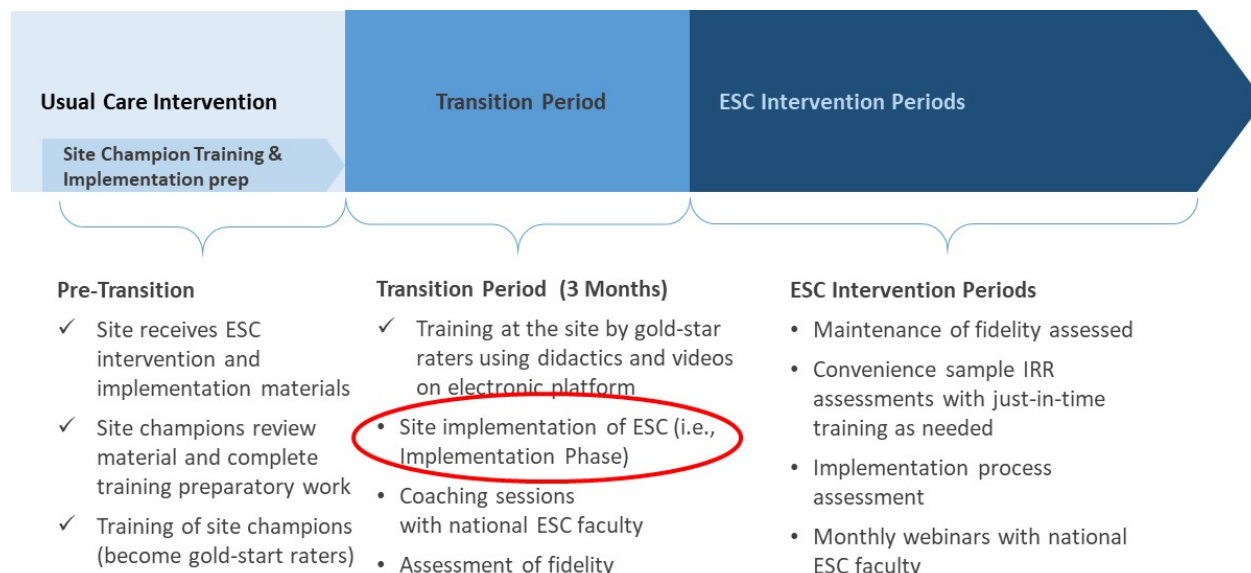 Usual Care Intervention
Transition Period
ESC Intervention Periods
Site Champion Training &
Implementation prep
Pre-Transition
✓ Site receives ESC
intervention and
implementation materials
✓ Site champions review
material and complete
training preparatory work
✓ Training of site champions
(become gold-start raters)
Transition Period (3 Months)
✓ Training at the site by gold-star
raters using didactics and videos
on electronic platform
• Site implementation of ESC (i.e.,
Implementation Phase)
• Coaching sessions
with national ESC faculty
• Assessment of fidelity
ESC Intervention Periods
• Maintenance of fidelity assessed
• Convenience sample IRR
assessments with just-in-time
training as needed
• Implementation process
assessment
• Monthly webinars with national
ESC faculty